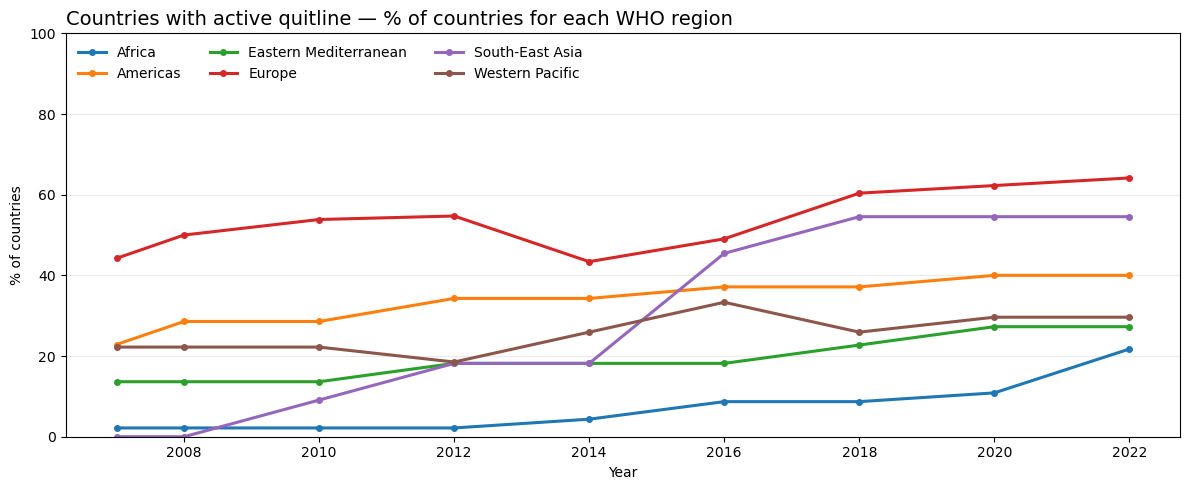 Countries with active quitline — % of countries for each WHO region
Africa
Americas
Eastern Mediterranean
Europe
South-East Asia
Western Pacific
100
80
60
40
20
0
% of countries
2008 2010 2012 2014 2016 2018 2020 2022
Year